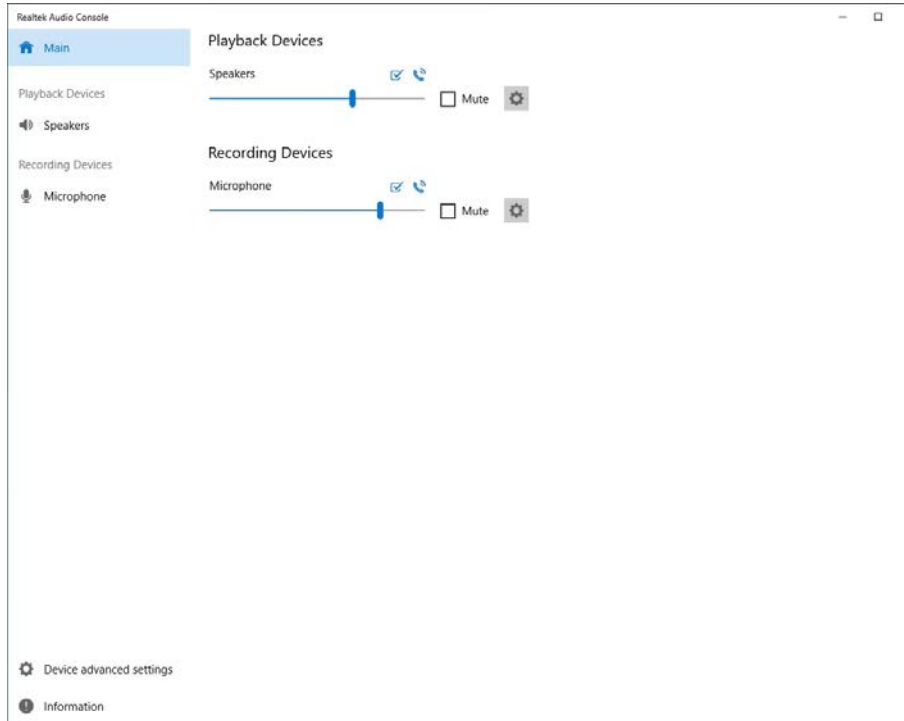 Realtek Audio Console
Main
Playback Devices
Speakers
Recording Devices
Microphone
Device advanced settings
Information
Playback Devices
Speakers
Mute
Recording Devices
Microphone
Mute